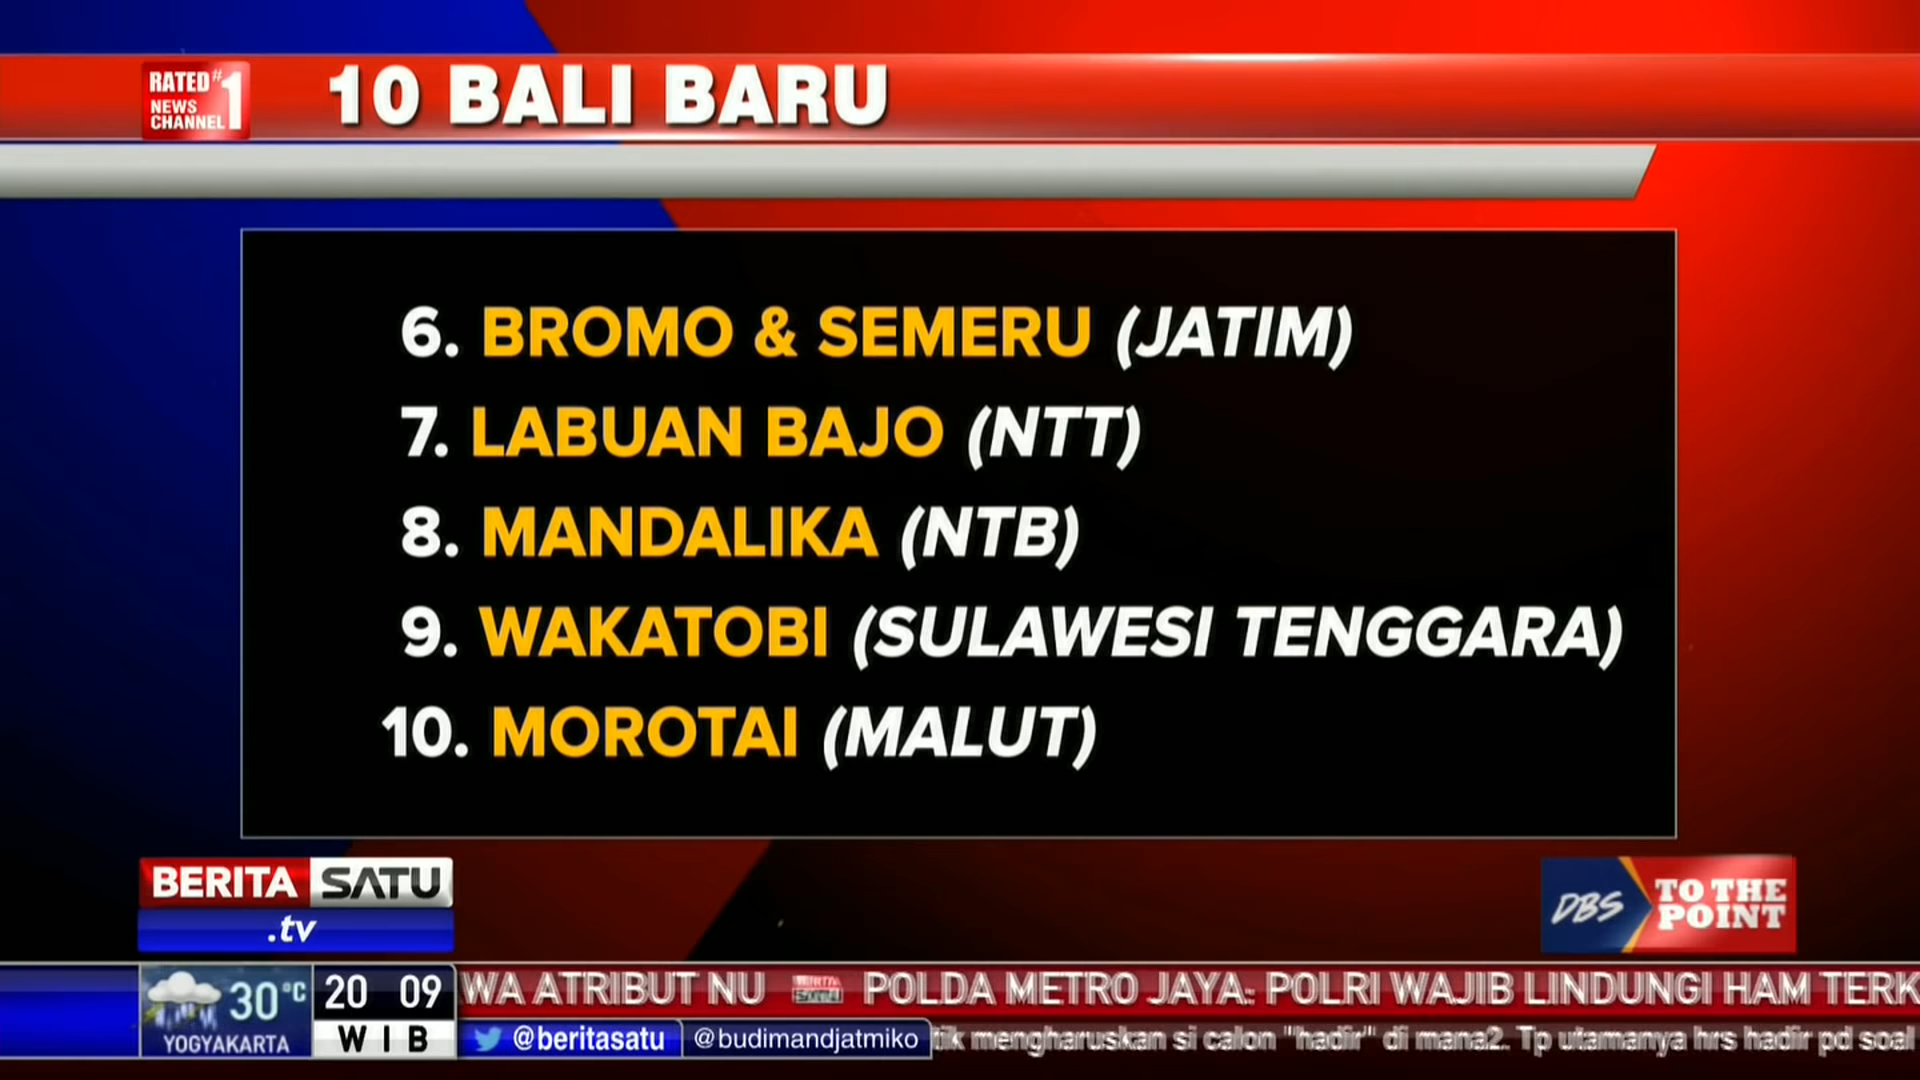 RATED #1
NEWS
CHANNEL
10 BALI BARU
6. BROMO & SEMERU (JATIM)
7. LABUAN BAJO (NTT)
8. MANDALIKA (NTB)
9. WAKATOBI (SULAWESI TENGGARA)
10. MOROTAI (MALUT)
BERITA SATU
.tv
DBS TO THE POINT
30°C
YOGYAKARTA
20 09
WIB
WA ATRIBUT NU BERITA SATU POLDA METRO JAYA: POLRI WAJIB LINDUNGI HAM TERK
@beritasatu @budimandjatmiko tik mengharuskan si calon ""hadir" di mana2. Tp utamanya hrs hadir pd soal